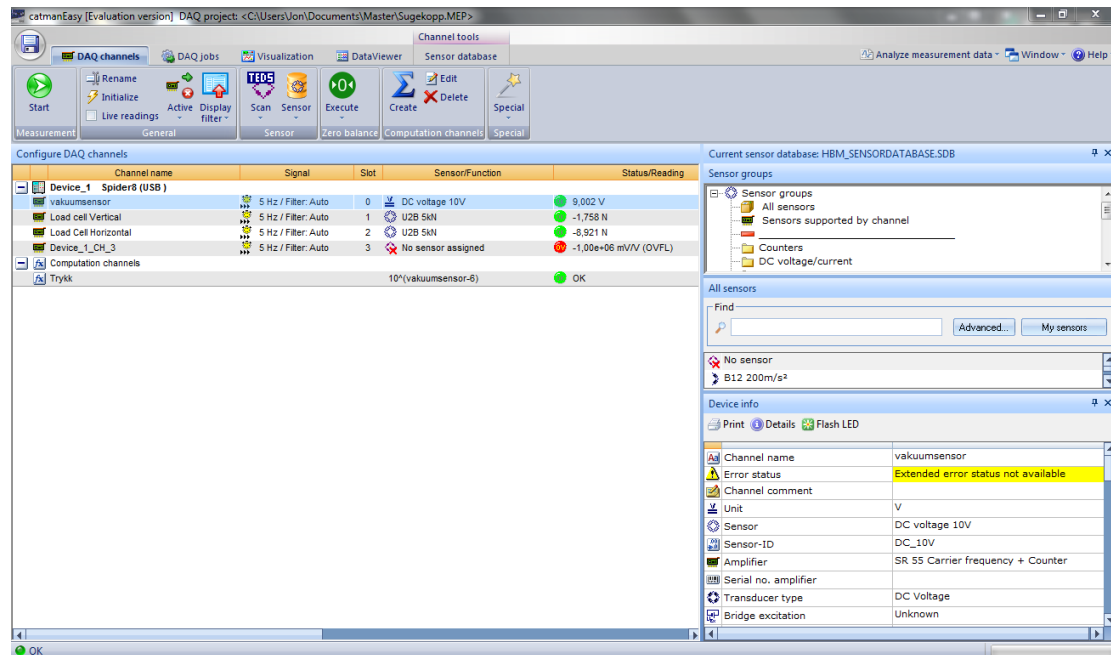 catmanEasy [Evaluation version]  DAQ project: <C:\Users\Jon\Documents\Master\Sugekopp.MEP>
Channel tools
DAQ channels DAQ jobs Visualization DataViewer Sensor database Analyze measurement data Window Help
Start
Rename
Initialize
Live readings
Active Display filter
TEDS
Scan Sensor
Execute
Create
Edit
Delete
Special
Measurement General Sensor Zero balance Computation channels Special
Configure DAQ channels
Channel name Signal Slot Sensor/Function Status/Reading
Device_1 Spider8 (USB )
vakuumsensor 5 Hz / Filter: Auto 0 DC voltage 10V 9,002 V
Load cell Vertical 5 Hz / Filter: Auto 1 U2B 5kN -1,758 N
Load Cell Horizontal 5 Hz / Filter: Auto 2 U2B 5kN -8,921 N
Device_1_CH_3 5 Hz / Filter: Auto 3 No sensor assigned OV -1,00e+06 mV/V (OVFL)
fx Computation channels
fx Trykk 10^(vakuumsensor-6) OK
Current sensor database: HBM_SENSORDATABASE.SDB
Sensor groups
Sensor groups
All sensors
Sensors supported by channel
Counters
DC voltage/current
All sensors
Find
Advanced... My sensors
No sensor
B12 200m/s²
Device info
Print Details Flash LED
Channel name vakuumsensor
Error status Extended error status not available
Channel comment
Unit V
Sensor DC voltage 10V
Sensor-ID DC_10V
Amplifier SR 55 Carrier frequency + Counter
Serial no. amplifier
Transducer type DC Voltage
Bridge excitation Unknown
OK